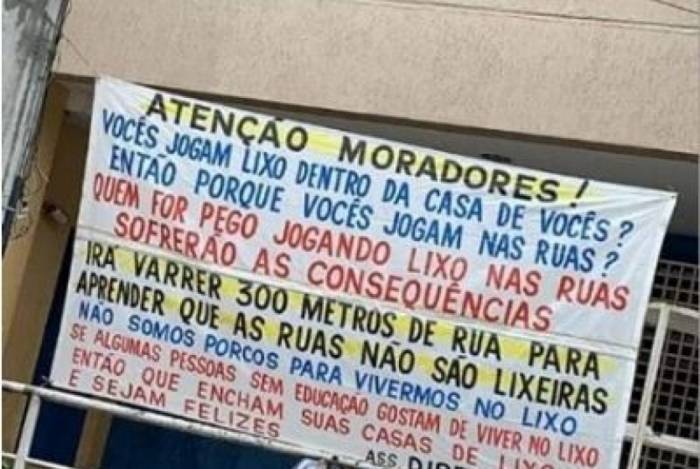 ATENÇÃO MORADORES!
VOCÊS JOGAM LIXO DENTRO DA CASA DE VOCÊS?
ENTÃO PORQUE VOCÊS JOGAM NAS RUAS?
QUEM FOR PEGO JOGANDO LIXO NAS RUAS
SOFRERÃO AS CONSEQUÊNCIAS
IRÁ VARRER 300 METROS DE RUA PARA
APRENDER QUE AS RUAS NÃO SÃO LIXEIRAS
NÃO SOMOS PORCOS PARA VIVERMOS NO LIXO
SE ALGUMAS PESSOAS SEM EDUCAÇÃO GOSTAM DE VIVER NO LIXO
ENTÃO QUE ENCHAM SUAS CASAS DE LIXO
E SEJAM FELIZES
ASS